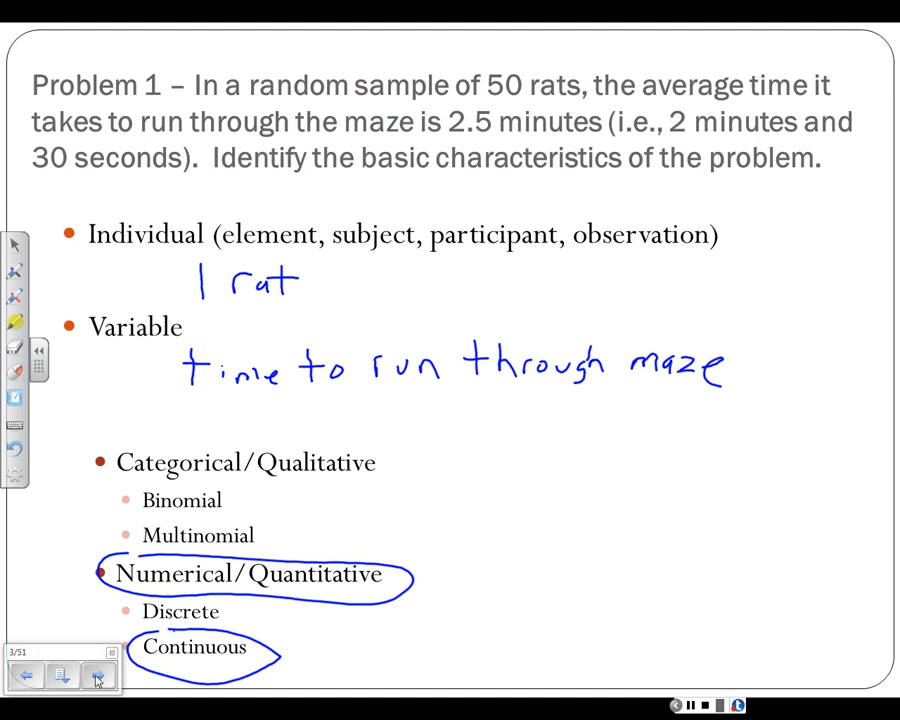 Problem 1 – In a random sample of 50 rats, the average time it
takes to run through the maze is 2.5 minutes (i.e., 2 minutes and
30 seconds). Identify the basic characteristics of the problem.
• Individual (element, subject, participant, observation)
1 rat
• Variable
time to run through maze
• Categorical/Qualitative
• Binomial
• Multinomial
• Numerical/Quantitative
• Discrete
• Continuous
3/51